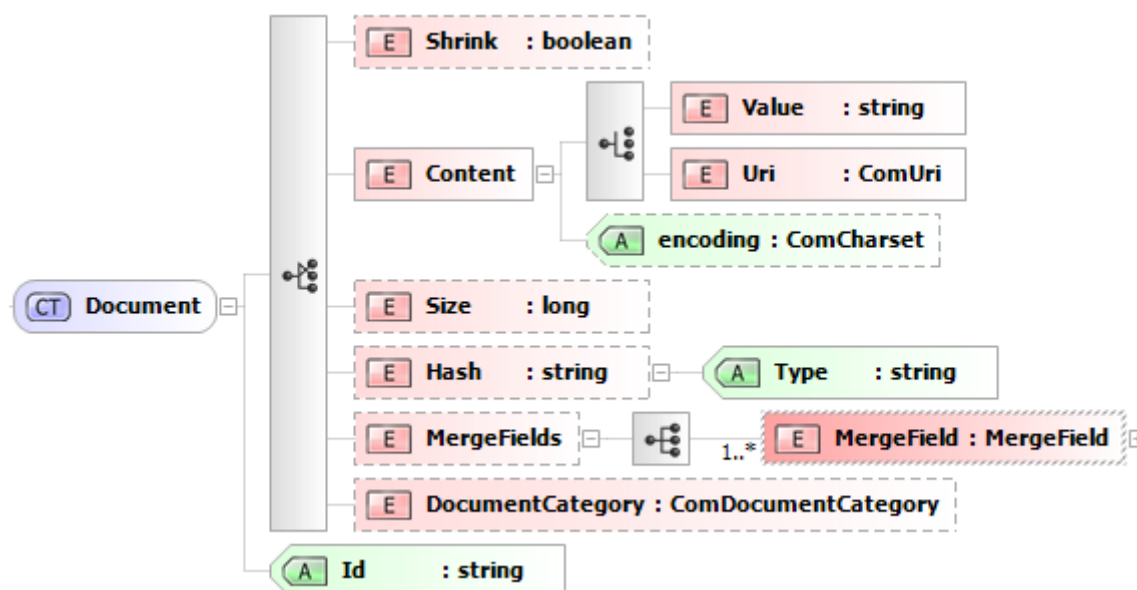 E Shrink : boolean
E Value : string
E Content
E Uri : ComUri
A encoding : ComCharset
CT Document
E Size : long
E Hash : string
A Type : string
E MergeFields
1..*
E MergeField : MergeField
E DocumentCategory : ComDocumentCategory
A Id : string